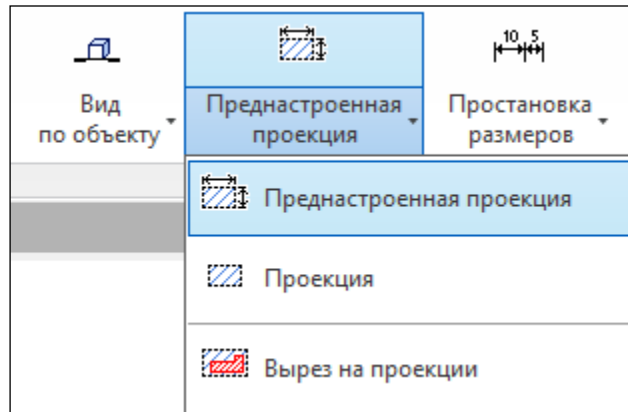 10 5
Вид
по объекту
Преднастроенная
проекция
Простановка
размеров
Преднастроенная проекция
Проекция
Вырез на проекции